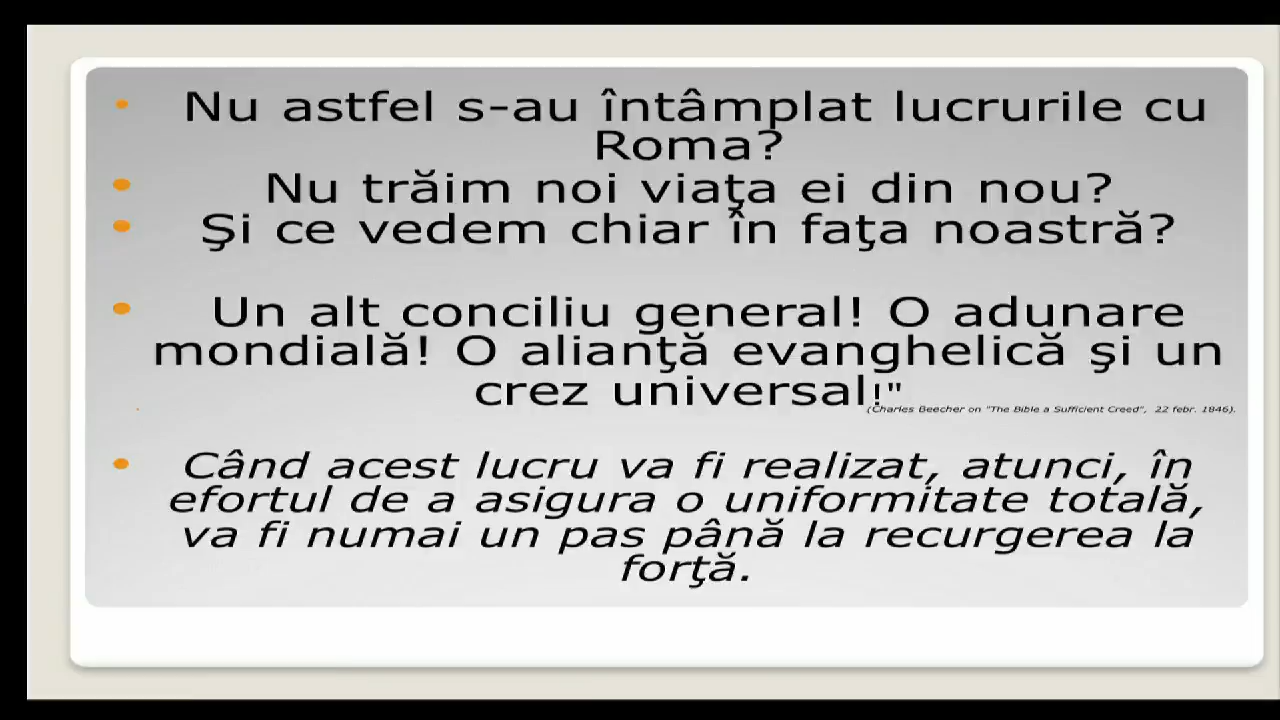 Nu astfel s-au întâmplat lucrurile cu
Roma?
Nu trăim noi viaţa ei din nou?
Şi ce vedem chiar în faţa noastră?
Un alt conciliu general! O adunare
mondială! O alianţă evanghelică şi un
crez universal!"
(Charles Beecher on "The Bible a Sufficient Creed", 22 febr. 1846).
Când acest lucru va fi realizat, atunci, în
efortul de a asigura o uniformitate totală,
va fi numai un pas până la recurgerea la
forţă.